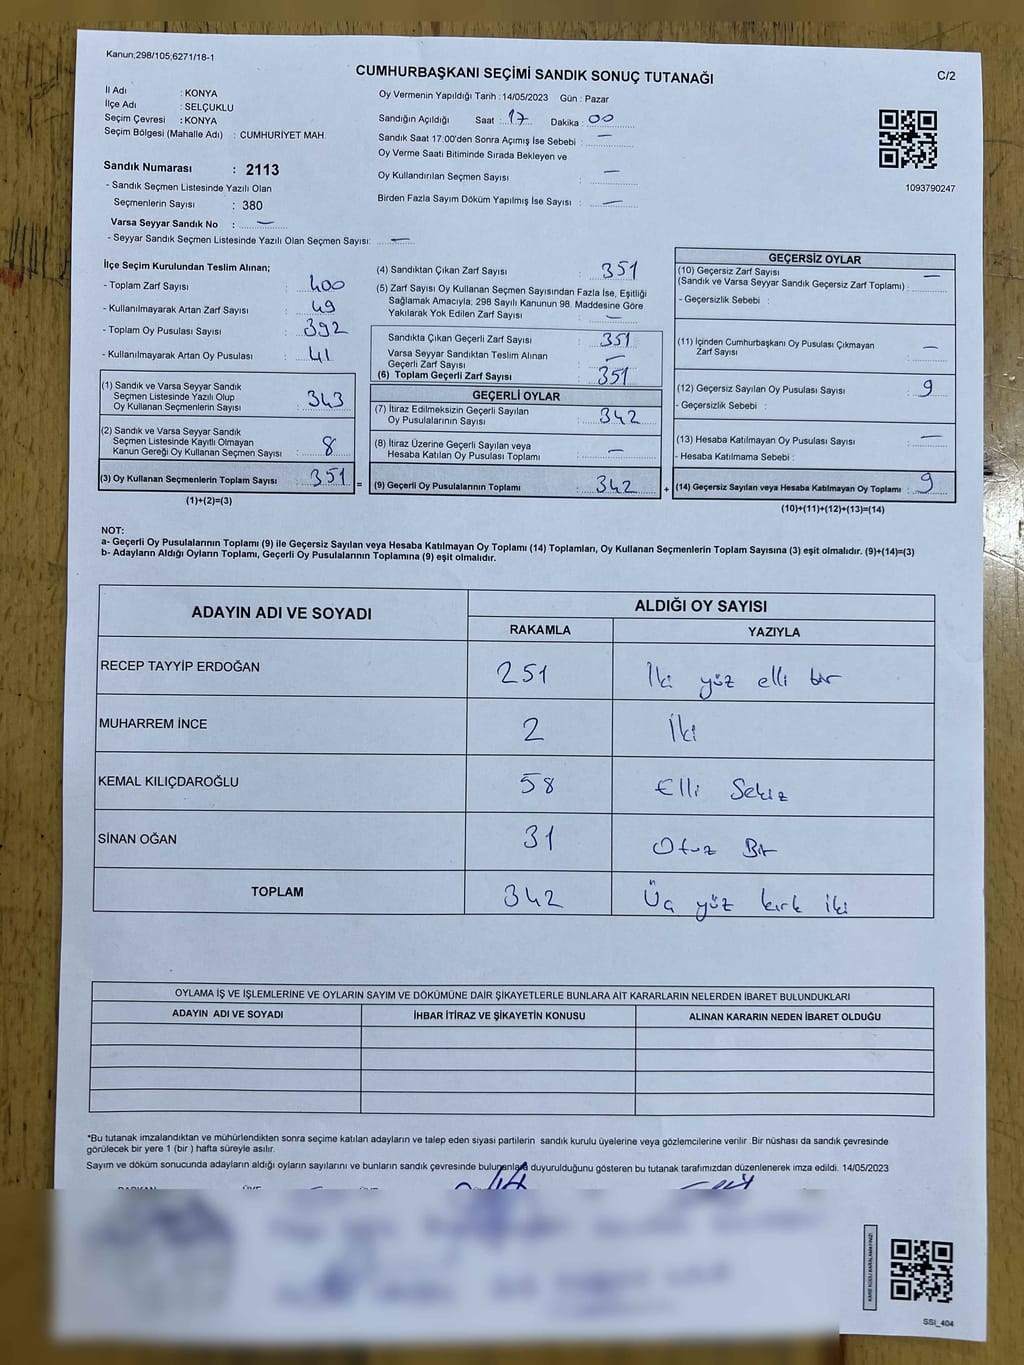 Kanun;298/105;6271/18-1
CUMHURBAŞKANI SEÇİMİ SANDIK SONUÇ TUTANAĞI
C/2
İl Adı : KONYA
İlçe Adı : SELÇUKLU
Seçim Çevresi : KONYA
Seçim Bölgesi (Mahalle Adı) : CUMHURİYET MAH.
Sandık Numarası : 2113
- Sandık Seçmen Listesinde Yazılı Olan
Seçmenlerin Sayısı : 380
Varsa Seyyar Sandık No : —
- Seyyar Sandık Seçmen Listesinde Yazılı Olan Seçmen Sayısı: —
Oy Vermenin Yapıldığı Tarih : 14/05/2023 Gün : Pazar
Sandığın Açıldığı Saat : 17 Dakika : 00
Sandık Saat 17:00'den Sonra Açımış İse Sebebi : —
Oy Verme Saati Bitiminde Sırada Bekleyen ve
Oy Kullandırılan Seçmen Sayısı : —
Birden Fazla Sayım Döküm Yapılmış İse Sayısı : —
1093790247
İlçe Seçim Kurulundan Teslim Alınan;
- Toplam Zarf Sayısı : 400
- Kullanılmayarak Artan Zarf Sayısı : 49
- Toplam Oy Pusulası Sayısı : 392
- Kullanılmayarak Artan Oy Pusulası : 41
(1) Sandık ve Varsa Seyyar Sandık
Seçmen Listesinde Yazılı Olup
Oy Kullanan Seçmenlerin Sayısı : 343
(2) Sandık ve Varsa Seyyar Sandık
Seçmen Listesinde Kayıtlı Olmayan
Kanun Gereği Oy Kullanan Seçmen Sayısı : 8
(3) Oy Kullanan Seçmenlerin Toplam Sayısı : 351 =
(1)+(2)=(3)
(4) Sandıktan Çıkan Zarf Sayısı : 351
(5) Zarf Sayısı Oy Kullanan Seçmen Sayısından Fazla İse, Eşitliği
Sağlamak Amacıyla; 298 Sayılı Kanunun 98. Maddesine Göre
Yakılarak Yok Edilen Zarf Sayısı : —
Sandıkta Çıkan Geçerli Zarf Sayısı : 351
Varsa Seyyar Sandıktan Teslim Alınan
Geçerli Zarf Sayısı : —
(6) Toplam Geçerli Zarf Sayısı : 351
GEÇERLİ OYLAR
(7) İtiraz Edilmeksizin Geçerli Sayılan
Oy Pusulalarının Sayısı : 342
(8) İtiraz Üzerine Geçerli Sayılan veya
Hesaba Katılan Oy Pusulası Toplamı : —
(9) Geçerli Oy Pusulalarının Toplamı : 342 +
GEÇERSİZ OYLAR
(10) Geçersiz Zarf Sayısı
(Sandık ve Varsa Seyyar Sandık Geçersiz Zarf Toplamı) : —
- Geçersizlik Sebebi :
(11) İçinden Cumhurbaşkanı Oy Pusulası Çıkmayan
Zarf Sayısı : —
(12) Geçersiz Sayılan Oy Pusulası Sayısı : 9
- Geçersizlik Sebebi :
(13) Hesaba Katılmayan Oy Pusulası Sayısı : —
- Hesaba Katılmama Sebebi :
(14) Geçersiz Sayılan veya Hesaba Katılmayan Oy Toplamı : 9
(10)+(11)+(12)+(13)=(14)
NOT:
a- Geçerli Oy Pusulalarının Toplamı (9) ile Geçersiz Sayılan veya Hesaba Katılmayan Oy Toplamı (14) Toplamları, Oy Kullanan Seçmenlerin Toplam Sayısına (3) eşit olmalıdır. (9)+(14)=(3)
b- Adayların Aldığı Oyların Toplamı, Geçerli Oy Pusulalarının Toplamına (9) eşit olmalıdır.
ADAYIN ADI VE SOYADI ALDIĞI OY SAYISI
RAKAMLA YAZIYLA
RECEP TAYYİP ERDOĞAN 251 İki yüz elli bir
MUHARREM İNCE 2 İki
KEMAL KILIÇDAROĞLU 58 Elli Sekiz
SİNAN OĞAN 31 Otuz Bir
TOPLAM 342 Üç yüz kırk iki
OYLAMA İŞ VE İŞLEMLERİNE VE OYLARIN SAYIM VE DÖKÜMÜNE DAİR ŞİKAYETLERLE BUNLARA AİT KARARLARIN NELERDEN İBARET BULUNDUKLARI
ADAYIN ADI VE SOYADI İHBAR İTİRAZ VE ŞİKAYETİN KONUSU ALINAN KARARIN NEDEN İBARET OLDUĞU
*Bu tutanak imzalandıktan ve mühürlendikten sonra seçime katılan adayların ve talep eden siyasi partilerin sandık kurulu üyelerine veya gözlemcilerine verilir .Bir nüshası da sandık çevresinde
görülecek bir yere 1 (bir ) hafta süreyle asılır.
Sayım ve döküm sonucunda adayların aldığı oyların sayılarını ve bunların sandık çevresinde bulunanlara duyurulduğunu gösteren bu tutanak tarafımızdan düzenlenerek imza edildi. 14/05/2023
SSI_404